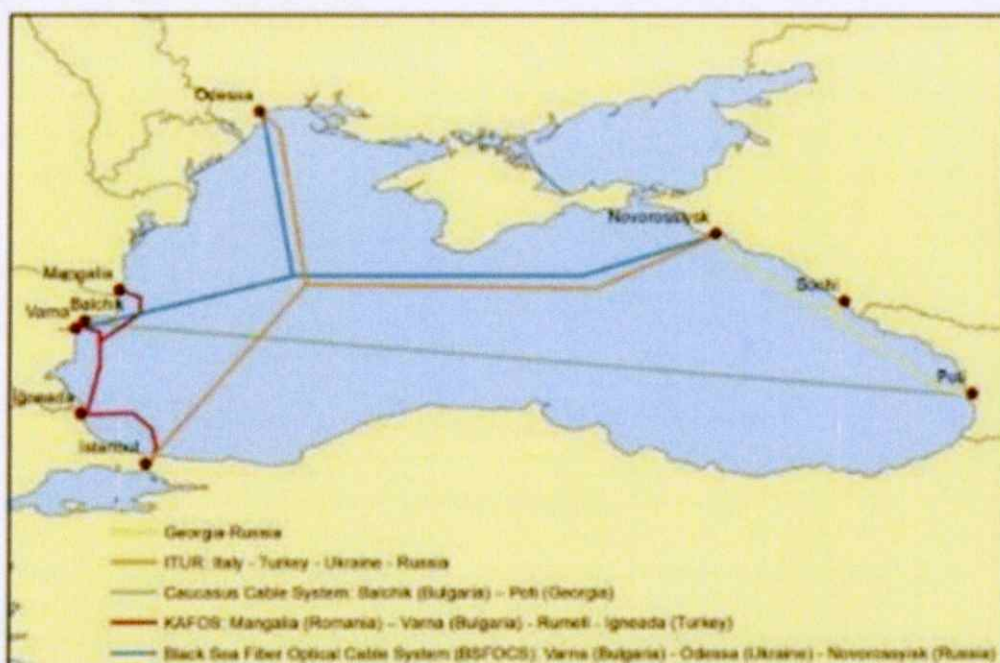 Odessa
Novorossiysk
Mangalia
Balchik
Varna
Sochi
Poti
Igneada
Istanbul
Georgia-Russia
ITUR: Italy - Turkey - Ukraine - Russia
Caucasus Cable System: Balchik (Bulgaria) – Poti (Georgia)
KAFOS: Mangalia (Romania) – Varna (Bulgaria) - Rumeli - Igneada (Turkey)
Black Sea Fiber Optical Cable System (BSFOCS): Varna (Bulgaria) - Odessa (Ukraine) - Novorossyisk (Russia)